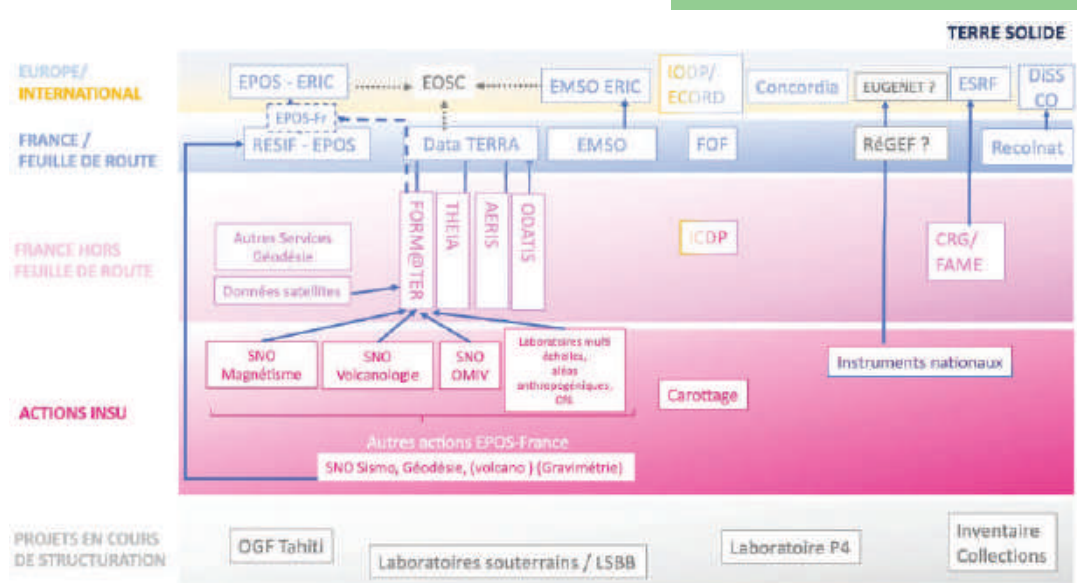 TERRE SOLIDE
EUROPE/
INTERNATIONAL
EPOS - ERIC
EOSC
EMSO ERIC
IODP/
ECORD
Concordia
EUGENET ?
ESRF
DISS
CO
EPOS-Fr
FRANCE /
FEUILLE DE ROUTE
RESIF - EPOS
Data TERRA
EMSO
FOF
RéGEF ?
Recolnat
FRANCE HORS
FEUILLE DE ROUTE
Autres Services
Géodésie
Données satellites
FORM@TER
THEIA
AERIS
ODATIS
ICDP
CRG/
FAME
ACTIONS INSU
SNO
Magnétisme
SNO
Volcanologie
SNO
OMIV
Laboratoires multi
échelles,
aléas
anthropogéniques,
Carottage
Instruments nationaux
Autres actions EPOS-France
SNO Sismo, Géodésie, (volcano ) (Gravimétrie)
PROJETS EN COURS
DE STRUCTURATION
OGF Tahiti
Laboratoires souterrains / LSBB
Laboratoire P4
Inventaire
Collections